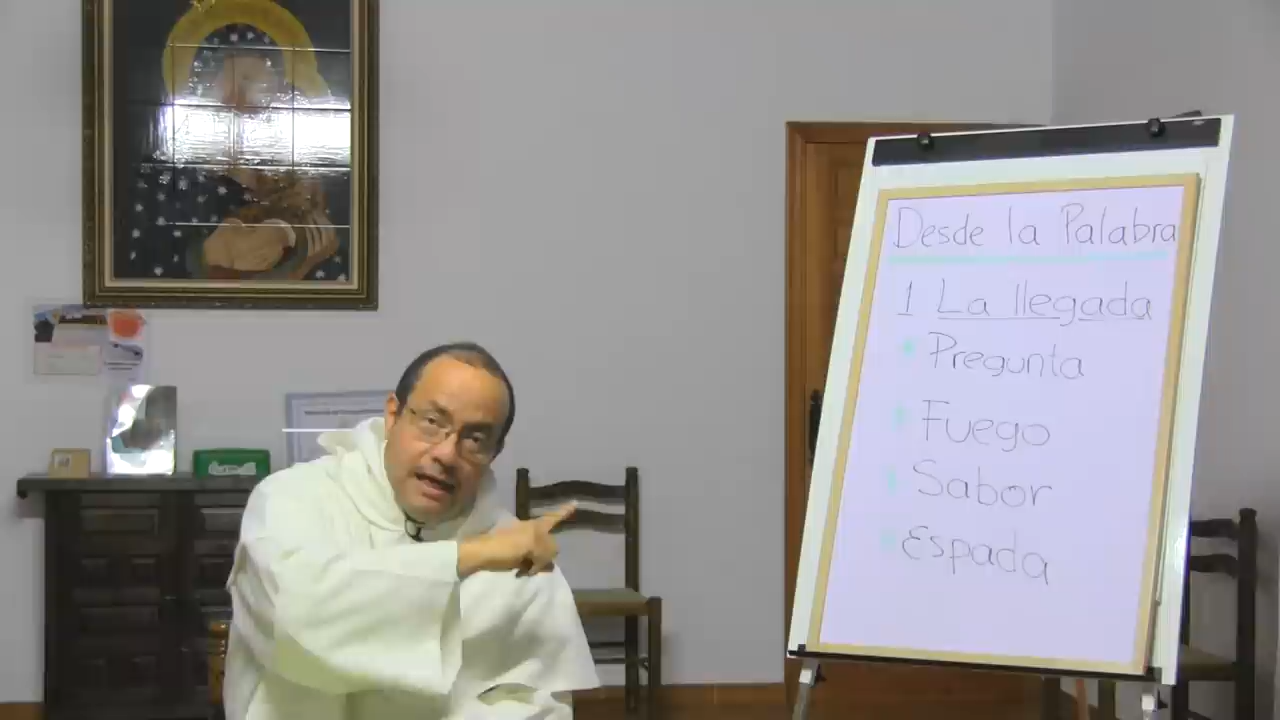 Desde la Palabra
1 La llegada
Pregunta
Fuego
Sabor
Espada